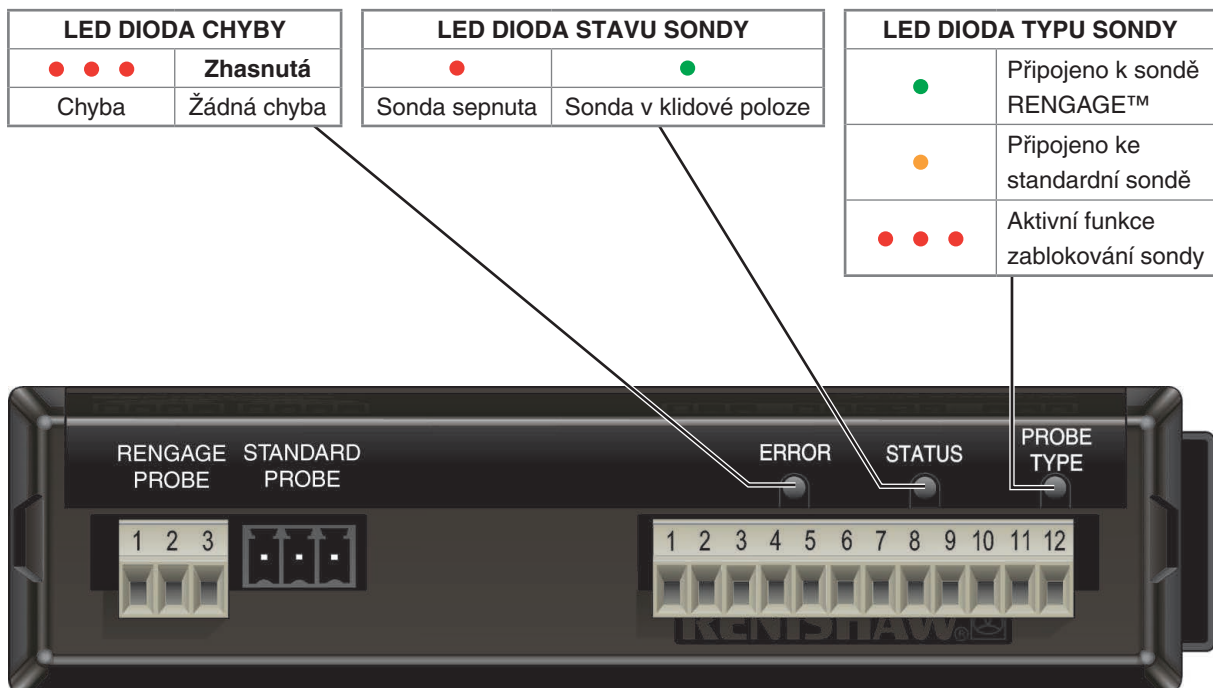 LED DIODA CHYBY
Zhasnutá
Chyba
Žádná chyba
LED DIODA STAVU SONDY
Sonda sepnuta
Sonda v klidové poloze
LED DIODA TYPU SONDY
Připojeno k sondě
RENGAGE™
Připojeno ke
standardní sondě
Aktivní funkce
zablokování sondy
RENGAGE
PROBE
STANDARD
PROBE
ERROR
STATUS
PROBE
TYPE
1 2 3
1 2 3 4 5 6 7 8 9 10 11 12
RENISHAW®